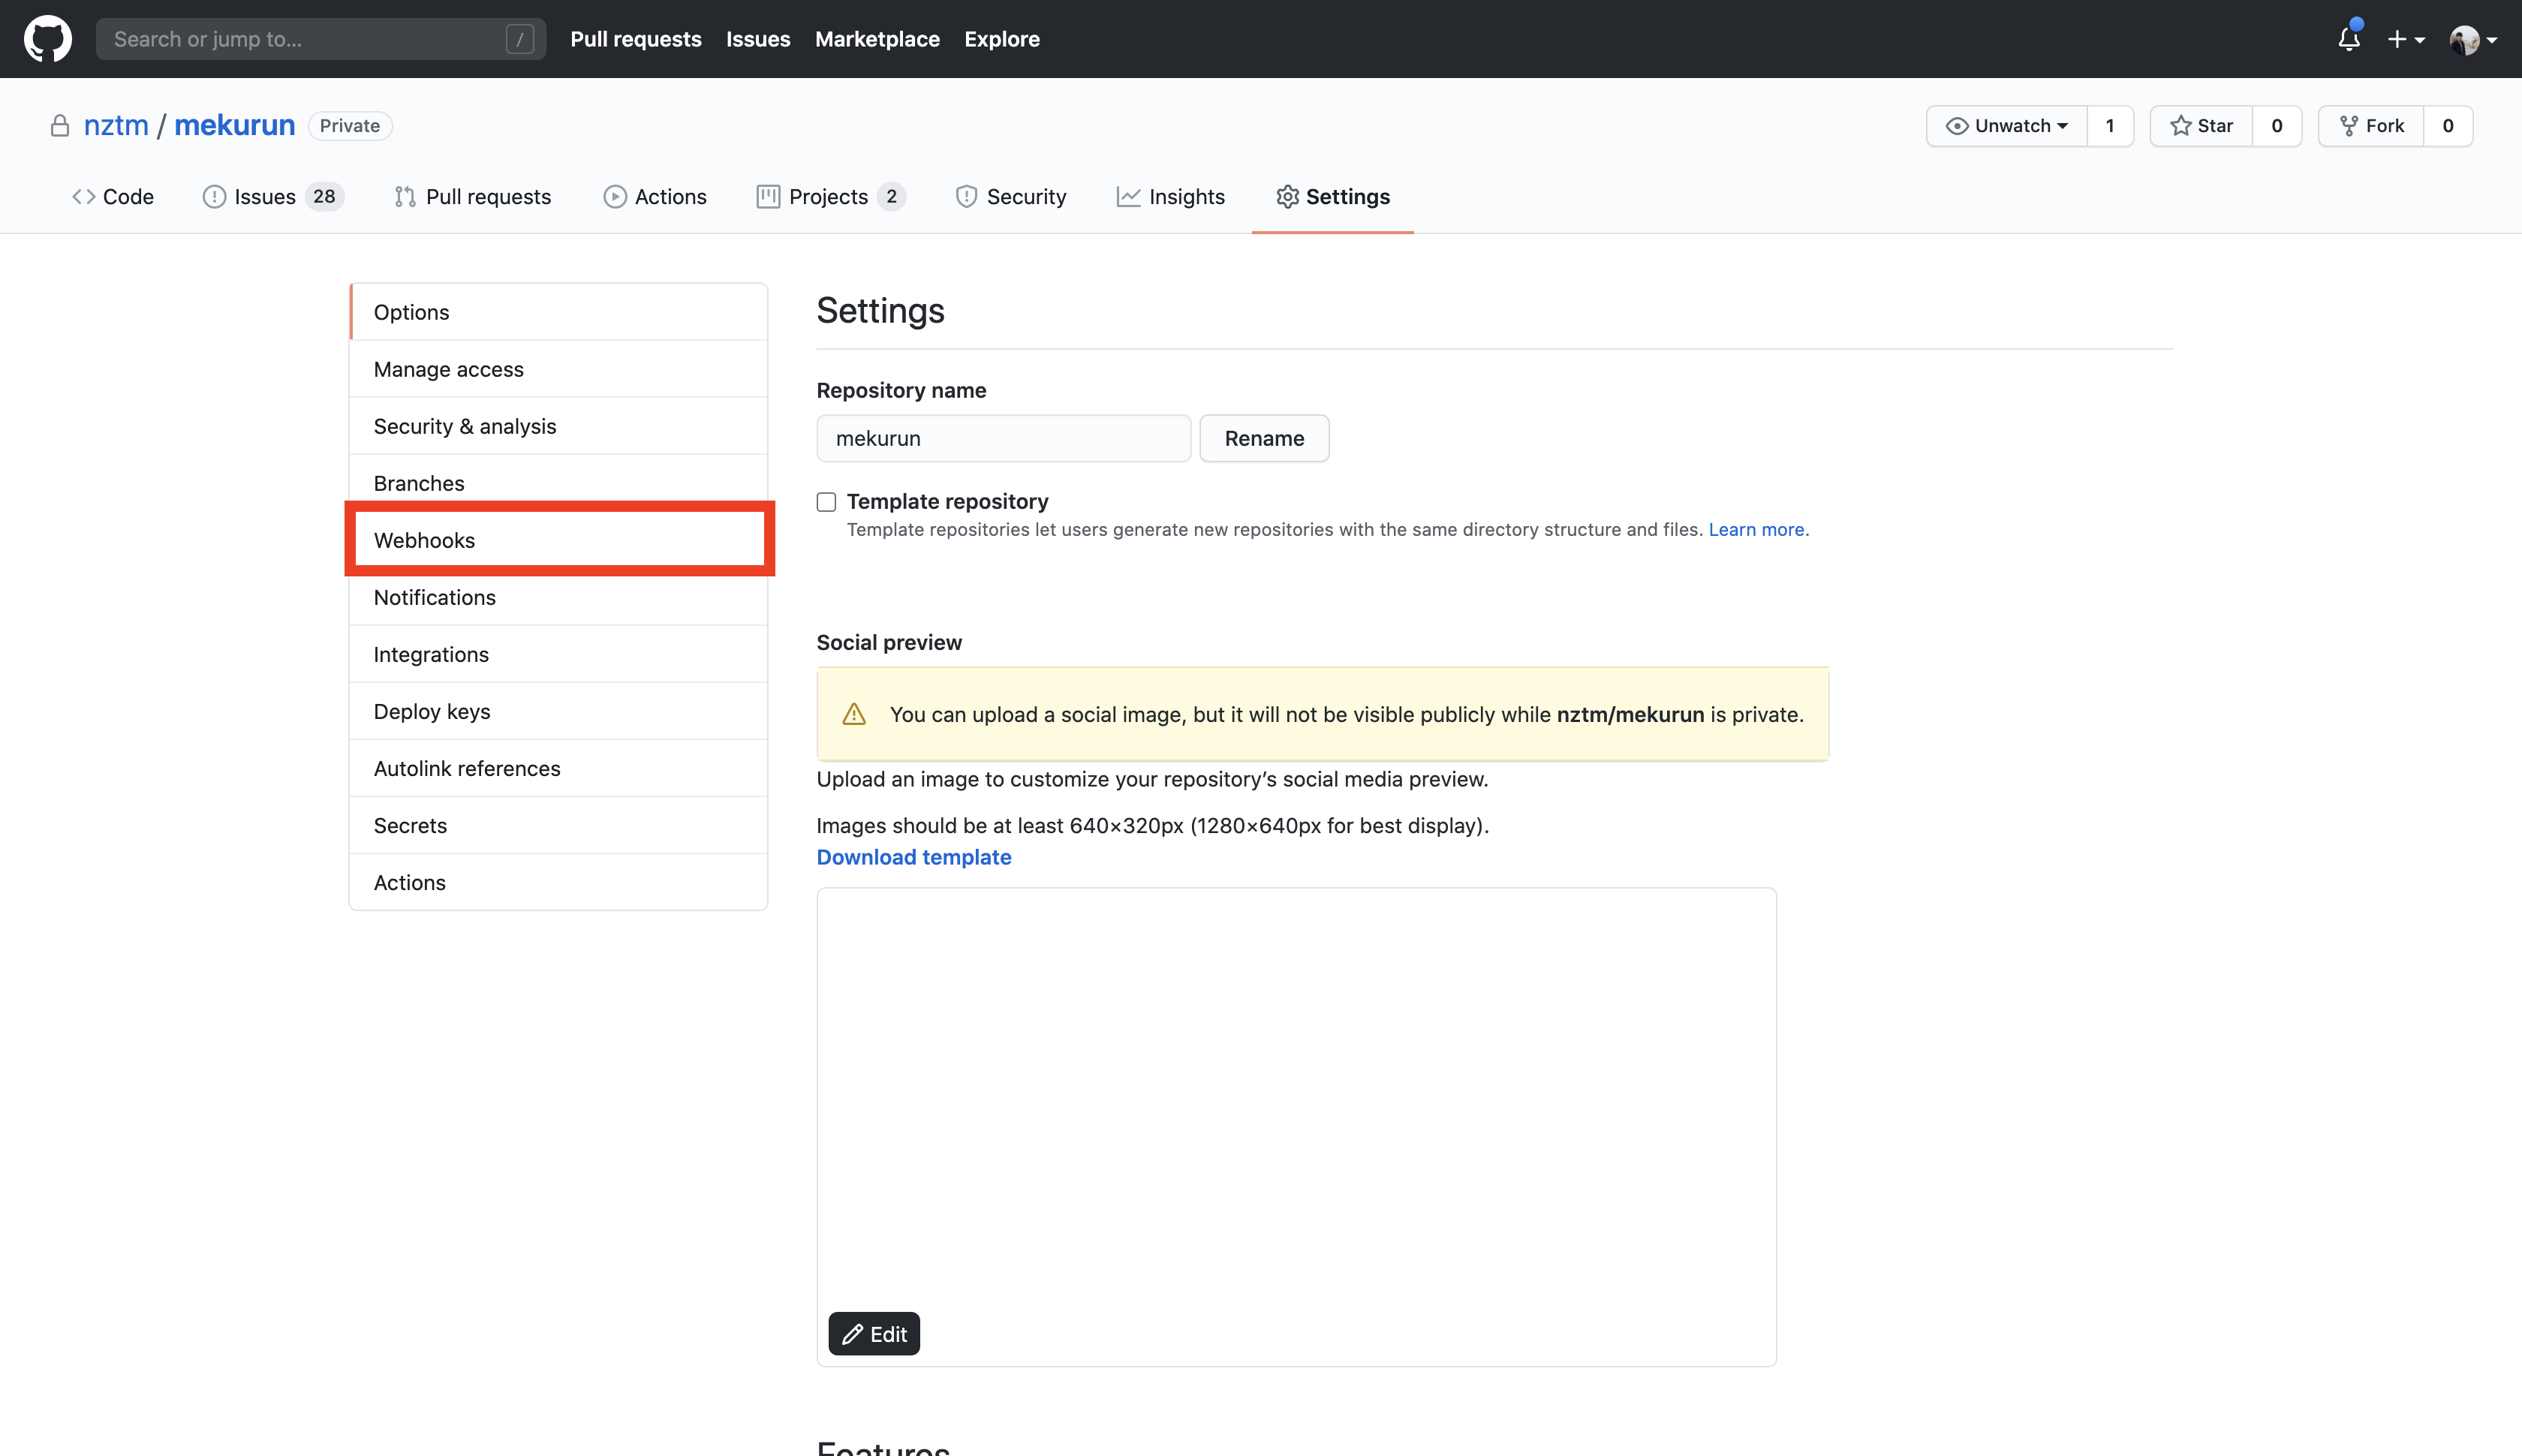 Search or jump to... /
Pull requests Issues Marketplace Explore
nztm / mekurun Private
Unwatch 1 Star 0 Fork 0
Code Issues 28 Pull requests Actions Projects 2 Security Insights Settings
Options
Manage access
Security & analysis
Branches
Webhooks
Notifications
Integrations
Deploy keys
Autolink references
Secrets
Actions
Settings
Repository name
mekurun Rename
Template repository
Template repositories let users generate new repositories with the same directory structure and files. Learn more.
Social preview
You can upload a social image, but it will not be visible publicly while nztm/mekurun is private.
Upload an image to customize your repository’s social media preview.
Images should be at least 640×320px (1280×640px for best display).
Download template
Edit
Features